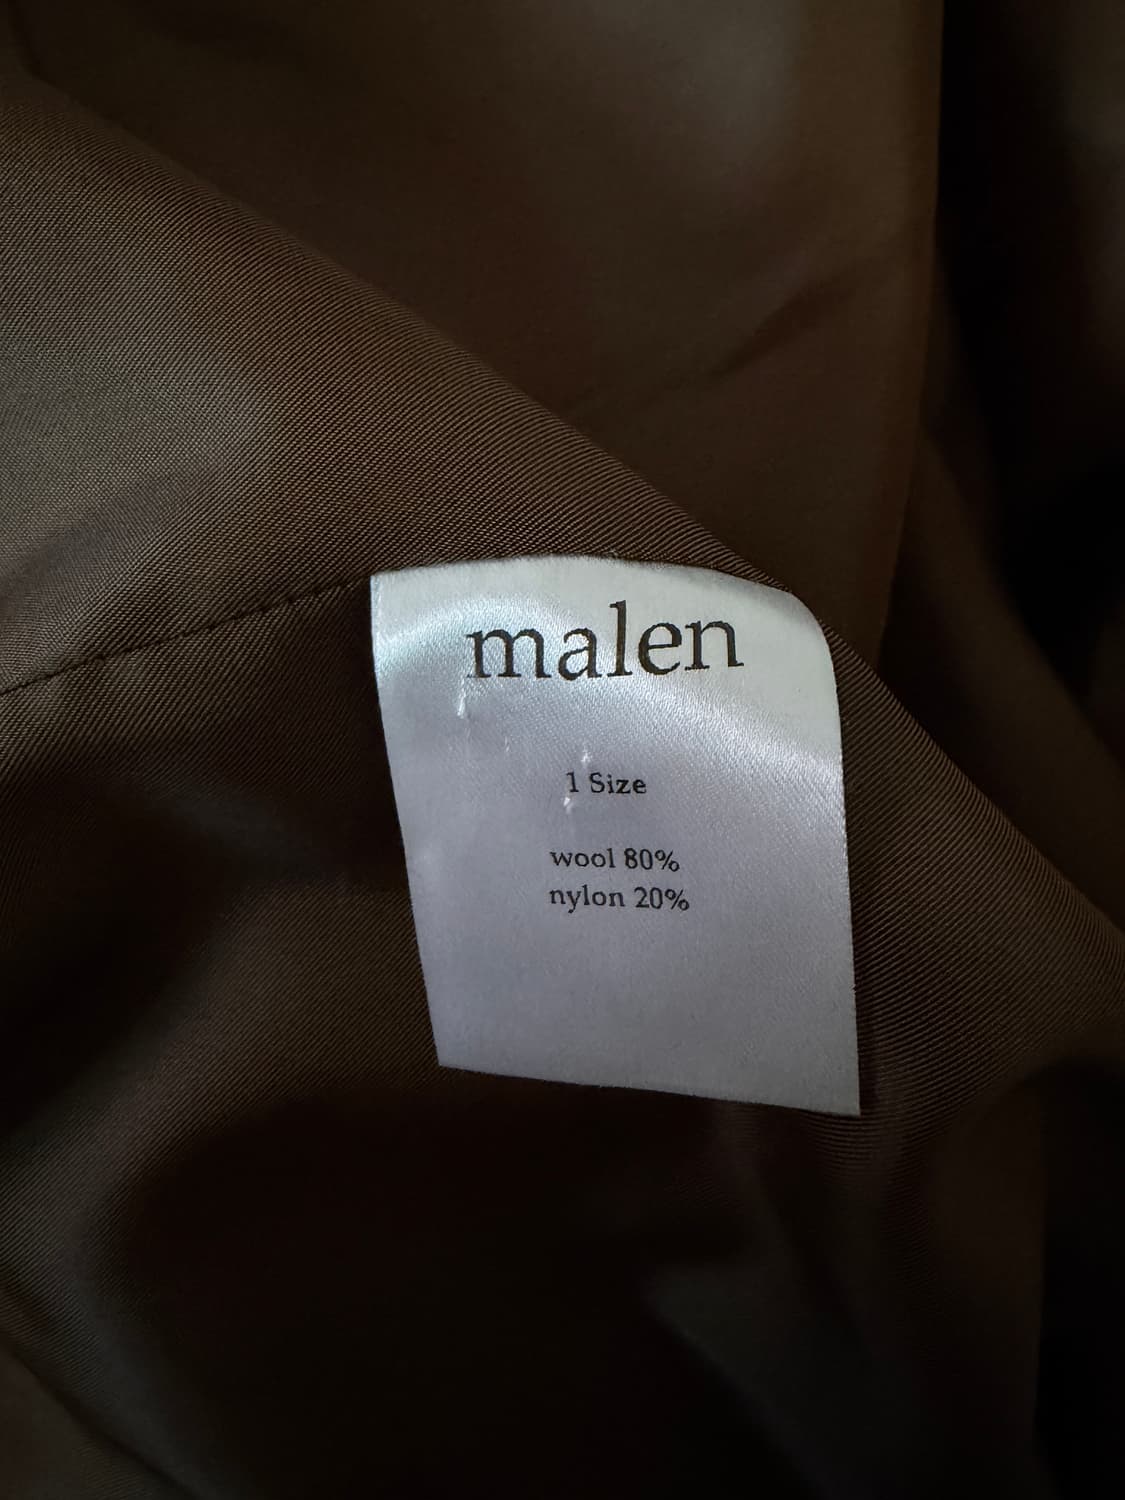 malen
1 Size
wool 80%
nylon 20%